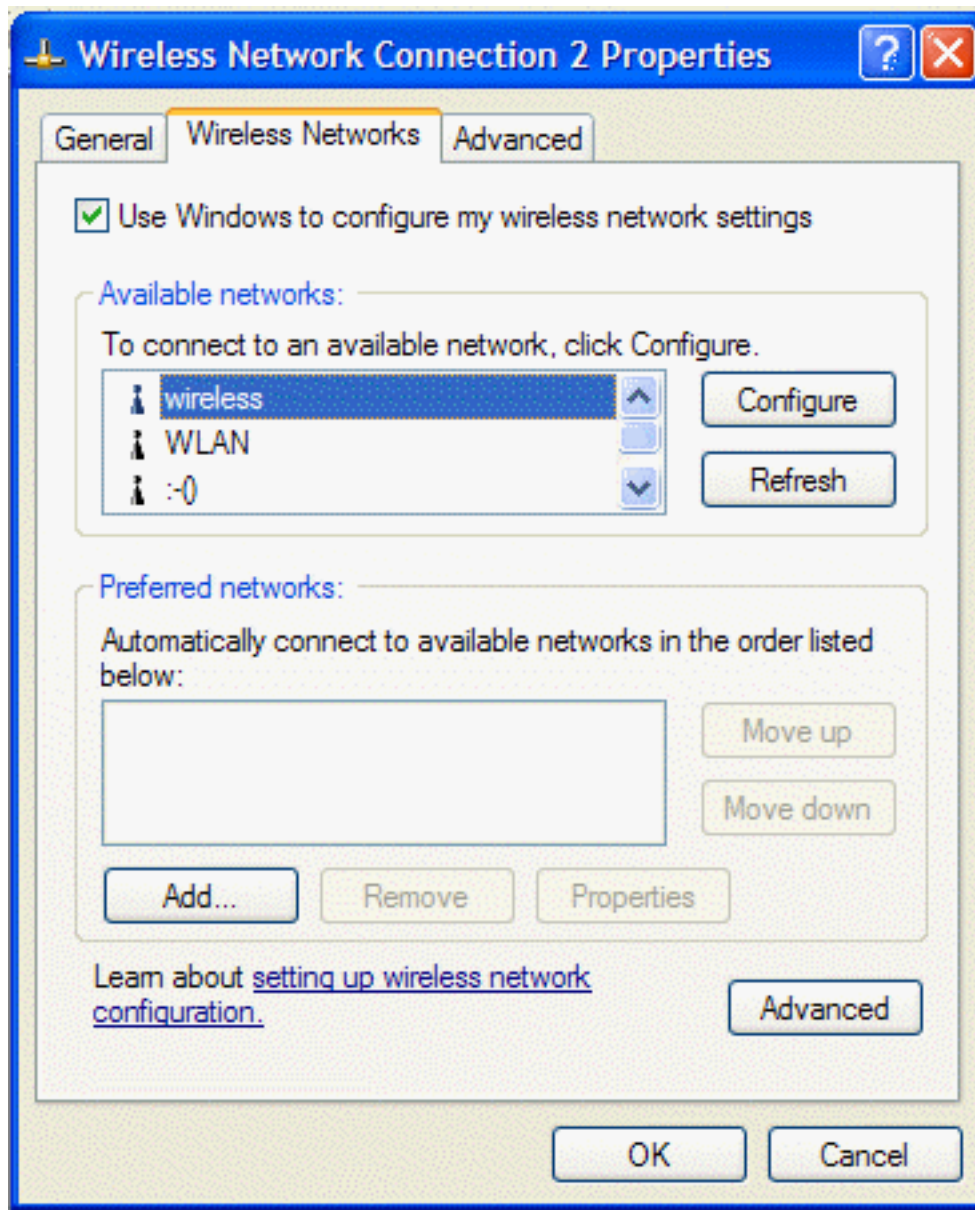 Wireless Network Connection 2 Properties
General Wireless Networks Advanced
Use Windows to configure my wireless network settings
Available networks:
To connect to an available network, click Configure.
wireless
WLAN
:-()
Configure
Refresh
Preferred networks:
Automatically connect to available networks in the order listed
below:
Move up
Move down
Add... Remove Properties
Learn about setting up wireless network
configuration.
Advanced
OK Cancel